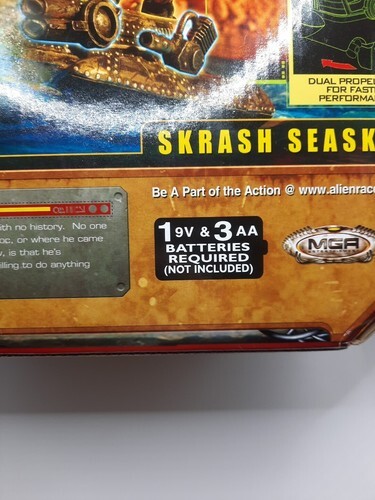 DUAL PROPEL
FOR FAST
PERFORMA
SKRASH SEASK
Be A Part of the Action @ www.alienrac
with no history. No one
oc, or where he came
is that he's
illing to do anything
1 9V & 3 AA
BATTERIES
REQUIRED
(NOT INCLUDED)
MGA